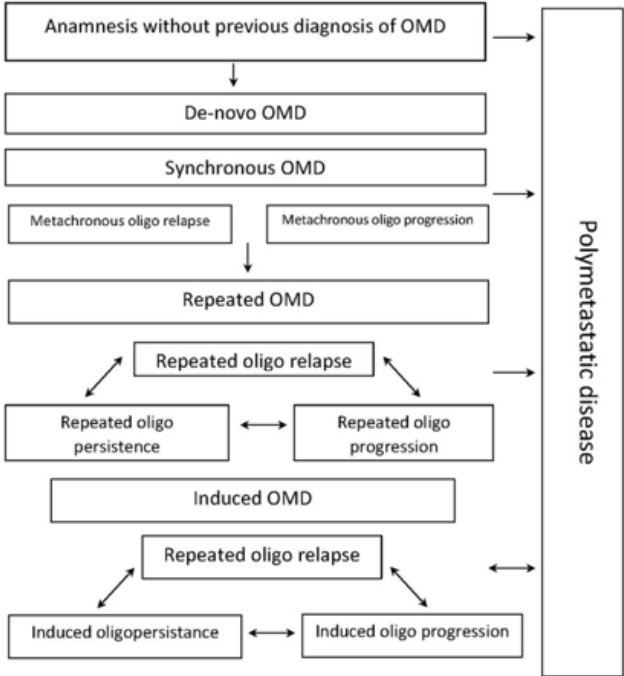 Anamnesis without previous diagnosis of OMD
De-novo OMD
Synchronous OMD
Metachronous oligo relapse
Metachronous oligo progression
Repeated OMD
Repeated oligo relapse
Repeated oligo
persistence
Repeated oligo
progression
Induced OMD
Repeated oligo relapse
Induced oligopersistance
Induced oligo progression
Polymetastatic disease